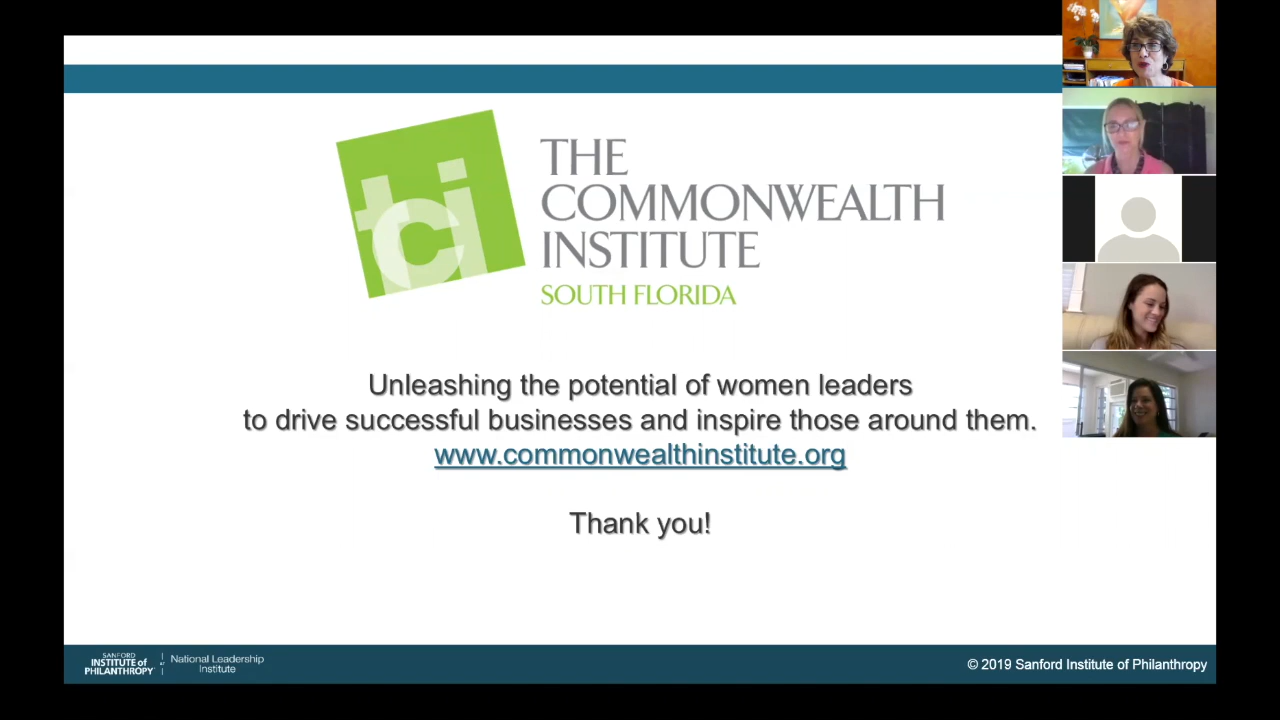 tci
THE
COMMONWEALTH
INSTITUTE
SOUTH FLORIDA
Unleashing the potential of women leaders
to drive successful businesses and inspire those around them.
www.commonwealthinstitute.org
Thank you!
SANFORD
INSTITUTE of
PHILANTHROPY
AT
National Leadership
Institute
© 2019 Sanford Institute of Philanthropy